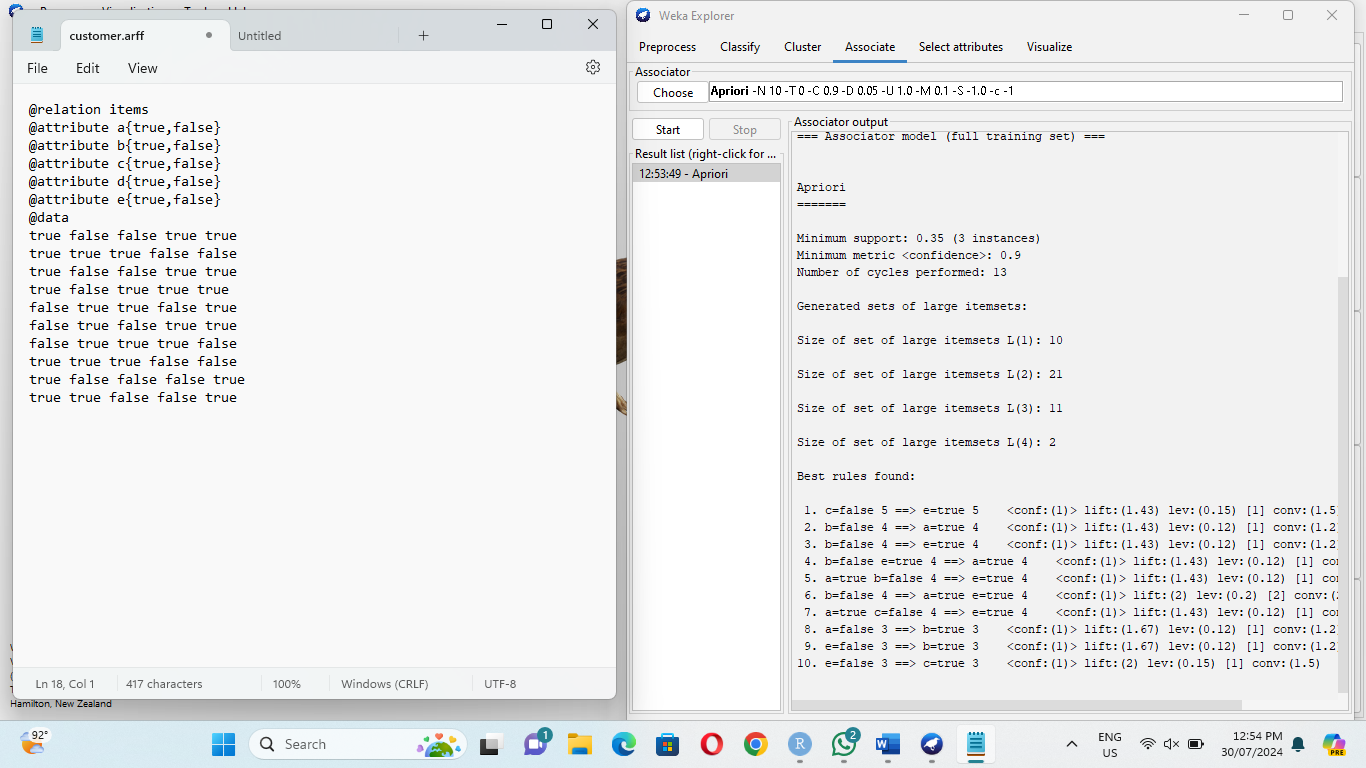 customer.arff
Untitled
File Edit View
@relation items
@attribute a{true,false}
@attribute b{true,false}
@attribute c{true,false}
@attribute d{true,false}
@attribute e{true,false}
@data
true false false true true
true true true false false
true false false true true
true false true true true
false true true false true
false true false true true
false true true true false
true true true false false
true false false false true
true true false false true
Ln 18, Col 1 417 characters 100% Windows (CRLF) UTF-8
Hamilton, New Zealand
Weka Explorer
Preprocess Classify Cluster Associate Select attributes Visualize
Associator
Choose Apriori -N 10 -T 0 -C 0.9 -D 0.05 -U 1.0 -M 0.1 -S -1.0 -c -1
Start Stop
Result list (right-click for ...
12:53:49 - Apriori
Associator output
=== Associator model (full training set) ===
Apriori
=======
Minimum support: 0.35 (3 instances)
Minimum metric <confidence>: 0.9
Number of cycles performed: 13
Generated sets of large itemsets:
Size of set of large itemsets L(1): 10
Size of set of large itemsets L(2): 21
Size of set of large itemsets L(3): 11
Size of set of large itemsets L(4): 2
Best rules found:
1. c=false 5 ==> e=true 5 <conf:(1)> lift:(1.43) lev:(0.15) [1] conv:(1.5
2. b=false 4 ==> a=true 4 <conf:(1)> lift:(1.43) lev:(0.12) [1] conv:(1.2
3. b=false 4 ==> e=true 4 <conf:(1)> lift:(1.43) lev:(0.12) [1] conv:(1.2
4. b=false e=true 4 ==> a=true 4 <conf:(1)> lift:(1.43) lev:(0.12) [1] co
5. a=true b=false 4 ==> e=true 4 <conf:(1)> lift:(1.43) lev:(0.12) [1] co
6. b=false 4 ==> a=true e=true 4 <conf:(1)> lift:(2) lev:(0.2) [2] conv:(
7. a=true c=false 4 ==> e=true 4 <conf:(1)> lift:(1.43) lev:(0.12) [1] co
8. a=false 3 ==> b=true 3 <conf:(1)> lift:(1.67) lev:(0.12) [1] conv:(1.2
9. e=false 3 ==> b=true 3 <conf:(1)> lift:(1.67) lev:(0.12) [1] conv:(1.2
10. e=false 3 ==> c=true 3 <conf:(1)> lift:(2) lev:(0.15) [1] conv:(1.5)
92°
Search
1
R
2
W
ENG
US
12:54 PM
30/07/2024
PRE